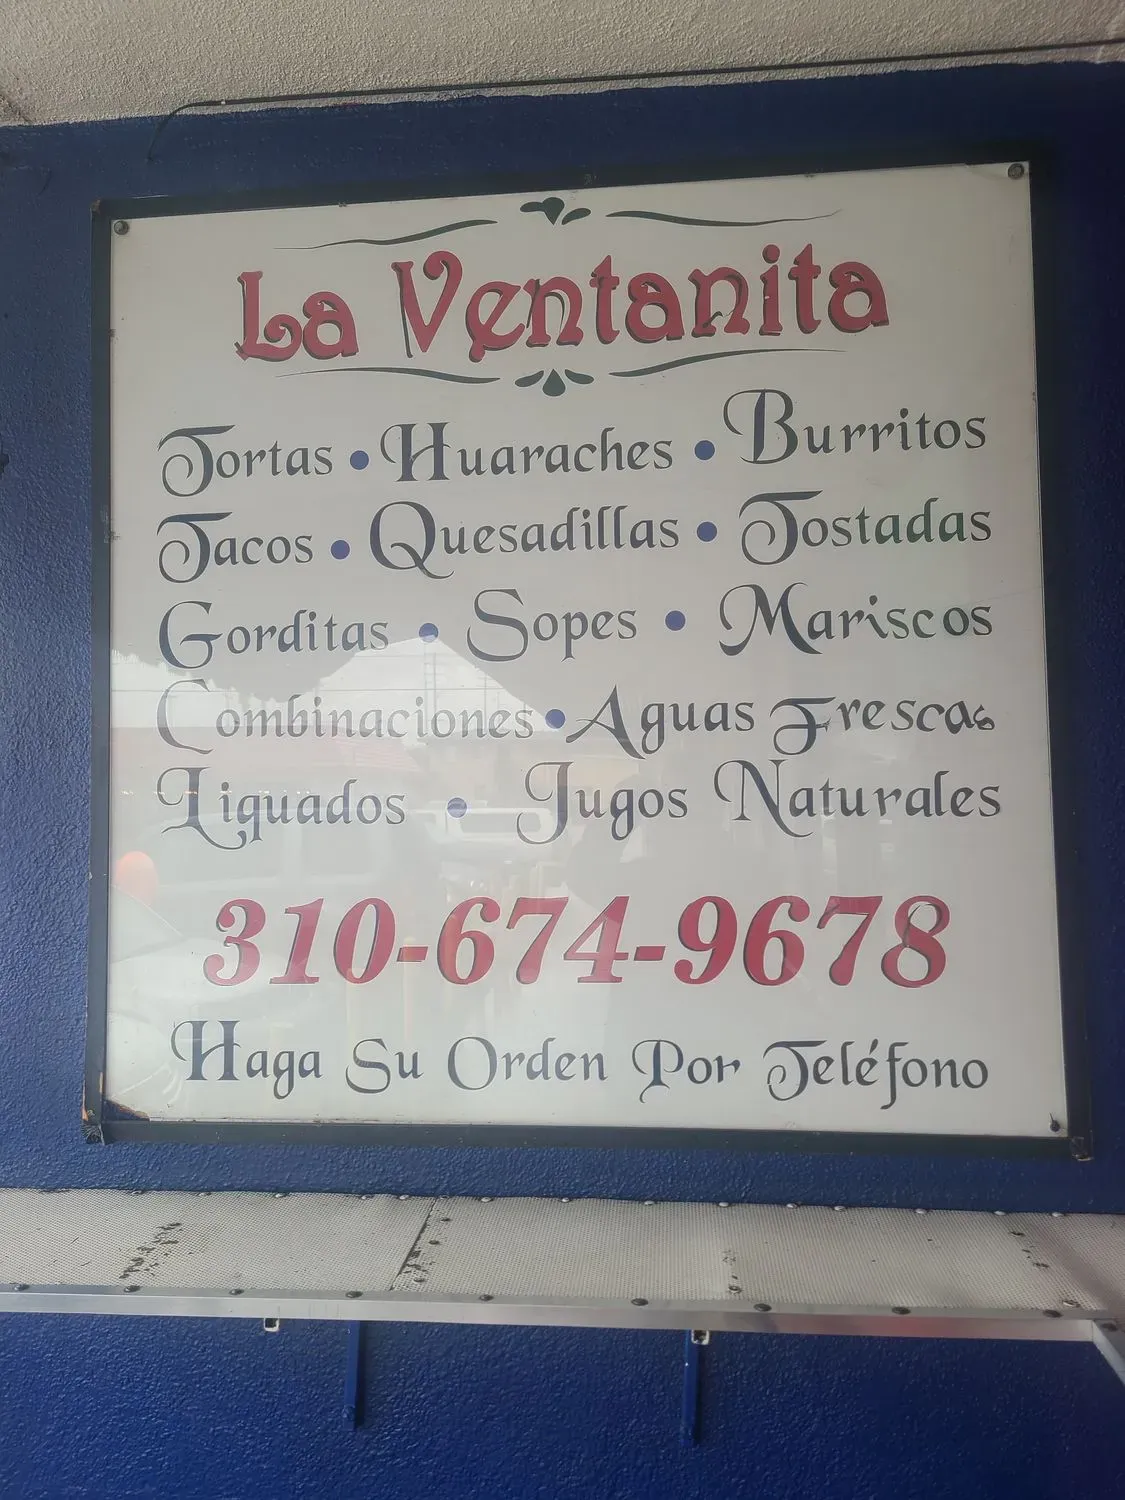 La Ventanita
Tortas • Huaraches • Burritos
Tacos • Quesadillas • Tostadas
Gorditas • Sopes • Mariscos
Combinaciones • Aguas Frescas
Liquados • Jugos Naturales
310-674-9678
Haga Su Orden Por Teléfono